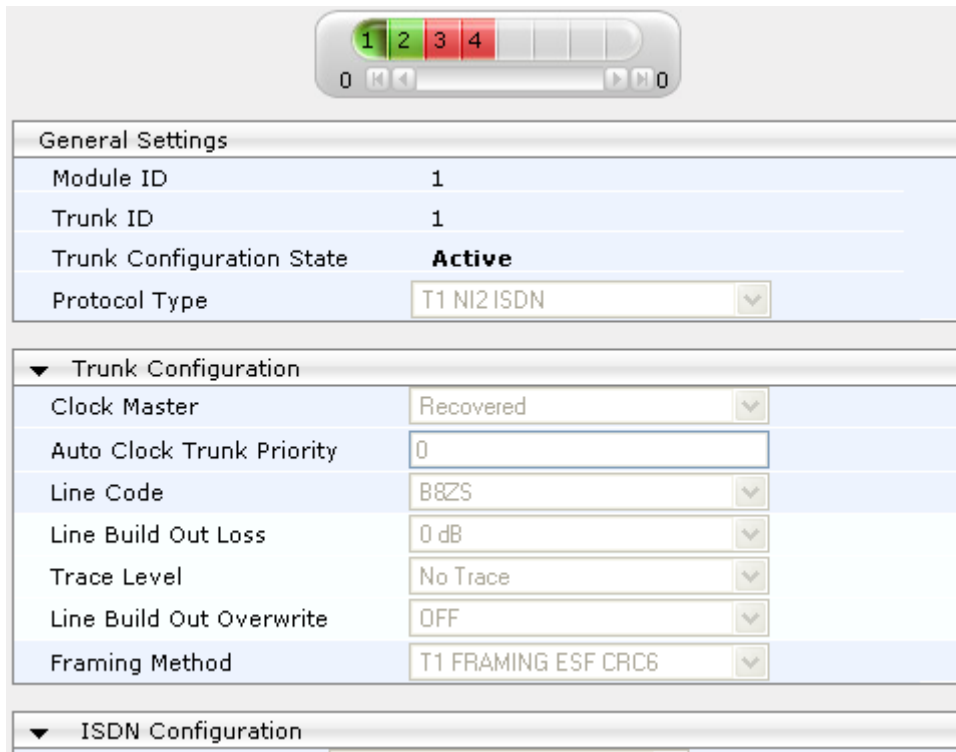 1 2 3 4
0 0
General Settings
Module ID 1
Trunk ID 1
Trunk Configuration State Active
Protocol Type T1 NI2 ISDN
Trunk Configuration
Clock Master Recovered
Auto Clock Trunk Priority 0
Line Code B8ZS
Line Build Out Loss 0 dB
Trace Level No Trace
Line Build Out Overwrite OFF
Framing Method T1 FRAMING ESF CRC6
ISDN Configuration